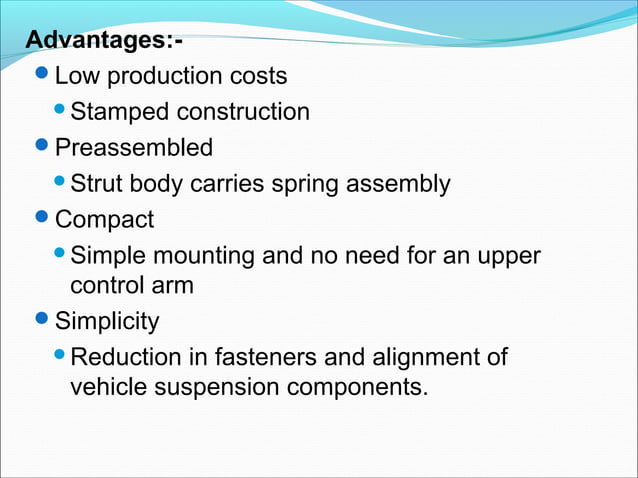 Advantages:-
Low production costs
Stamped construction
Preassembled
Strut body carries spring assembly
Compact
Simple mounting and no need for an upper
control arm
Simplicity
Reduction in fasteners and alignment of
vehicle suspension components.